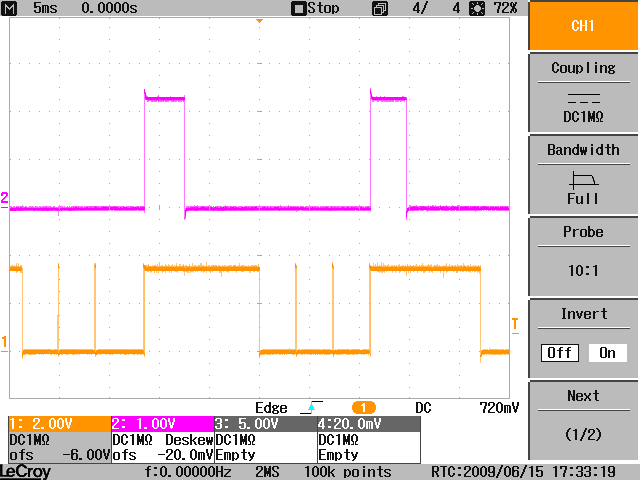 M 5ms 0.0000s Stop 4/ 4 72%
CH1
Coupling
DC1MΩ
Bandwidth
Full
Probe
10:1
Invert
Off On
Next
(1/2)
2
1
T
Edge 1 DC 720mV
1: 2.00V 2: 1.00V 3: 5.00V 4:20.0mV
DC1MΩ DC1MΩ Deskew DC1MΩ DC1MΩ
ofs -6.00V ofs -20.0mV Empty Empty
LeCroy f:0.00000Hz 2MS 100k points RTC:2009/06/15 17:33:19